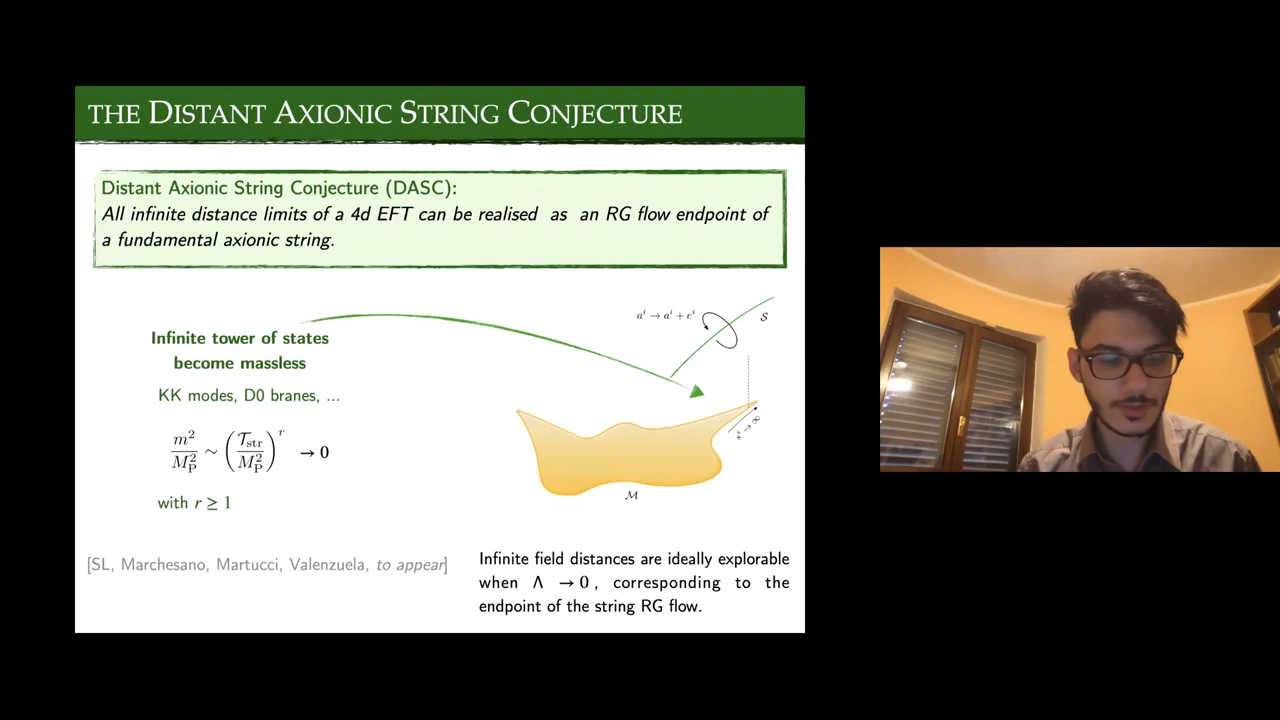 THE DISTANT AXIONIC STRING CONJECTURE
Distant Axionic String Conjecture (DASC):
All infinite distance limits of a 4d EFT can be realised as an RG flow endpoint of
a fundamental axionic string.
Infinite tower of states
become massless
KK modes, D0 branes, ...
m²/M_P² ~ (𝒯_str/M_P²)^r → 0
with r ≥ 1
[SL, Marchesano, Martucci, Valenzuela, to appear]
aⁱ → aⁱ + eⁱ
𝒮
sⁱ → ∞
ℳ
Infinite field distances are ideally explorable
when Λ → 0 , corresponding to the
endpoint of the string RG flow.